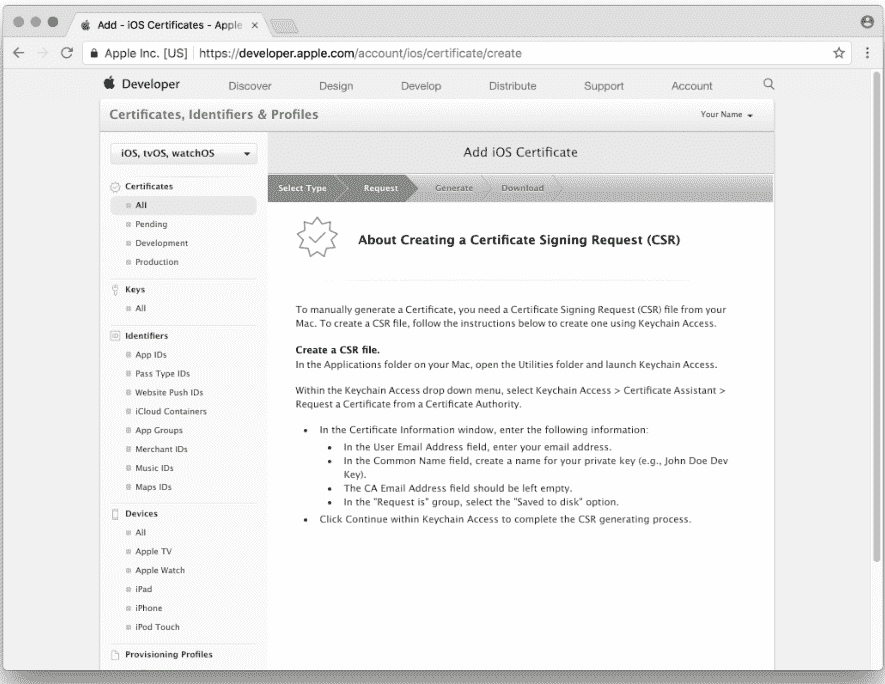 Add - iOS Certificates - Apple
Apple Inc. [US] https://developer.apple.com/account/ios/certificate/create
Developer Discover Design Develop Distribute Support Account
Certificates, Identifiers & Profiles
Your Name
iOS, tvOS, watchOS
Certificates
All
Pending
Development
Production
Keys
All
ID Identifiers
App IDs
Pass Type IDs
Website Push IDs
iCloud Containers
App Groups
Merchant IDs
Music IDs
Maps IDs
Devices
All
Apple TV
Apple Watch
iPad
iPhone
iPod Touch
Provisioning Profiles
Add iOS Certificate
Select Type Request Generate Download
About Creating a Certificate Signing Request (CSR)
To manually generate a Certificate, you need a Certificate Signing Request (CSR) file from your
Mac. To create a CSR file, follow the instructions below to create one using Keychain Access.
Create a CSR file.
In the Applications folder on your Mac, open the Utilities folder and launch Keychain Access.
Within the Keychain Access drop down menu, select Keychain Access > Certificate Assistant >
Request a Certificate from a Certificate Authority.
• In the Certificate Information window, enter the following information:
• In the User Email Address field, enter your email address.
• In the Common Name field, create a name for your private key (e.g., John Doe Dev
Key).
• The CA Email Address field should be left empty.
• In the "Request is" group, select the "Saved to disk" option.
• Click Continue within Keychain Access to complete the CSR generating process.